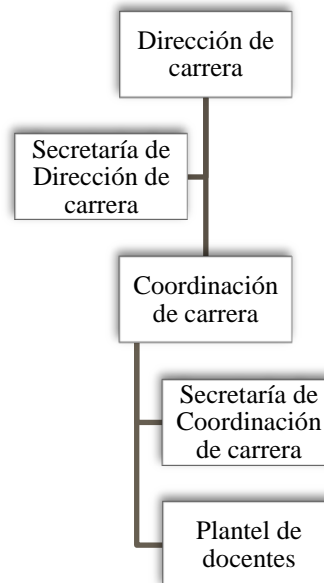 Dirección de
carrera
Secretaría de
Dirección de
carrera
Coordinación
de carrera
Secretaría de
Coordinación
de carrera
Plantel de
docentes